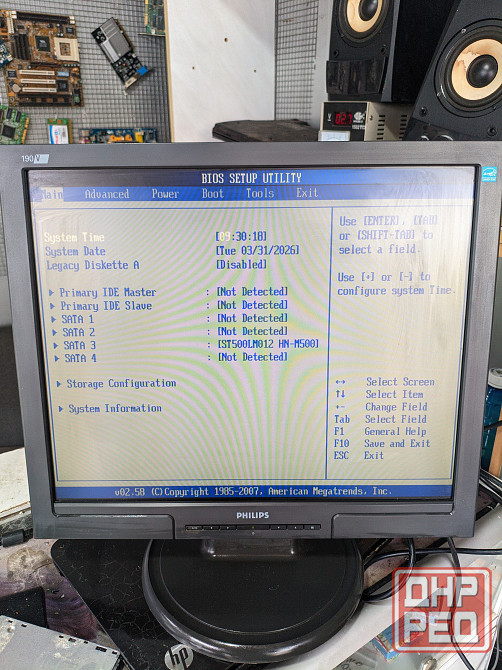 190V
BIOS SETUP UTILITY
Main Advanced Power Boot Tools Exit
System Time [09:30:18]
System Date [Tue 03/31/2026]
Legacy Diskette A [Disabled]
Primary IDE Master : [Not Detected]
Primary IDE Slave : [Not Detected]
SATA 1 : [Not Detected]
SATA 2 : [Not Detected]
SATA 3 : [ST500LM012 HN-M500]
SATA 4 : [Not Detected]
Storage Configuration
System Information
Use [ENTER], [TAB]
or [SHIFT-TAB] to
select a field.
Use [+] or [-] to
configure system Time.
↔ Select Screen
↑↓ Select Item
+- Change Field
Tab Select Field
F1 General Help
F10 Save and Exit
ESC Exit
v02.58 (C)Copyright 1985-2007, American Megatrends, Inc.
PHILIPS
hp